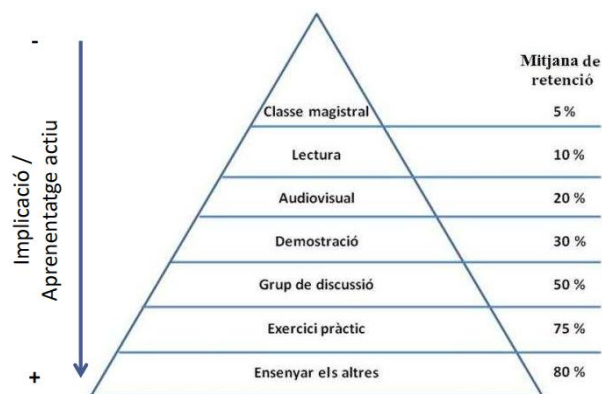 -
Implicació /
Aprenentatge actiu
+
Mitjana de
retenció
Classe magistral 5 %
Lectura 10 %
Audiovisual 20 %
Demostració 30 %
Grup de discussió 50 %
Exercici pràctic 75 %
Ensenyar els altres 80 %